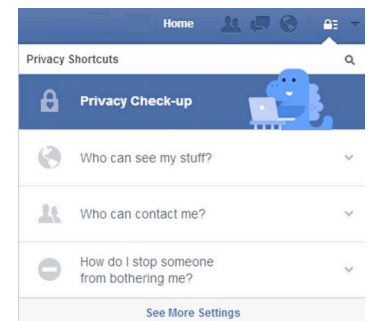 Home
Privacy Shortcuts
Privacy Check-up
Who can see my stuff?
Who can contact me?
How do I stop someone
from bothering me?
See More Settings